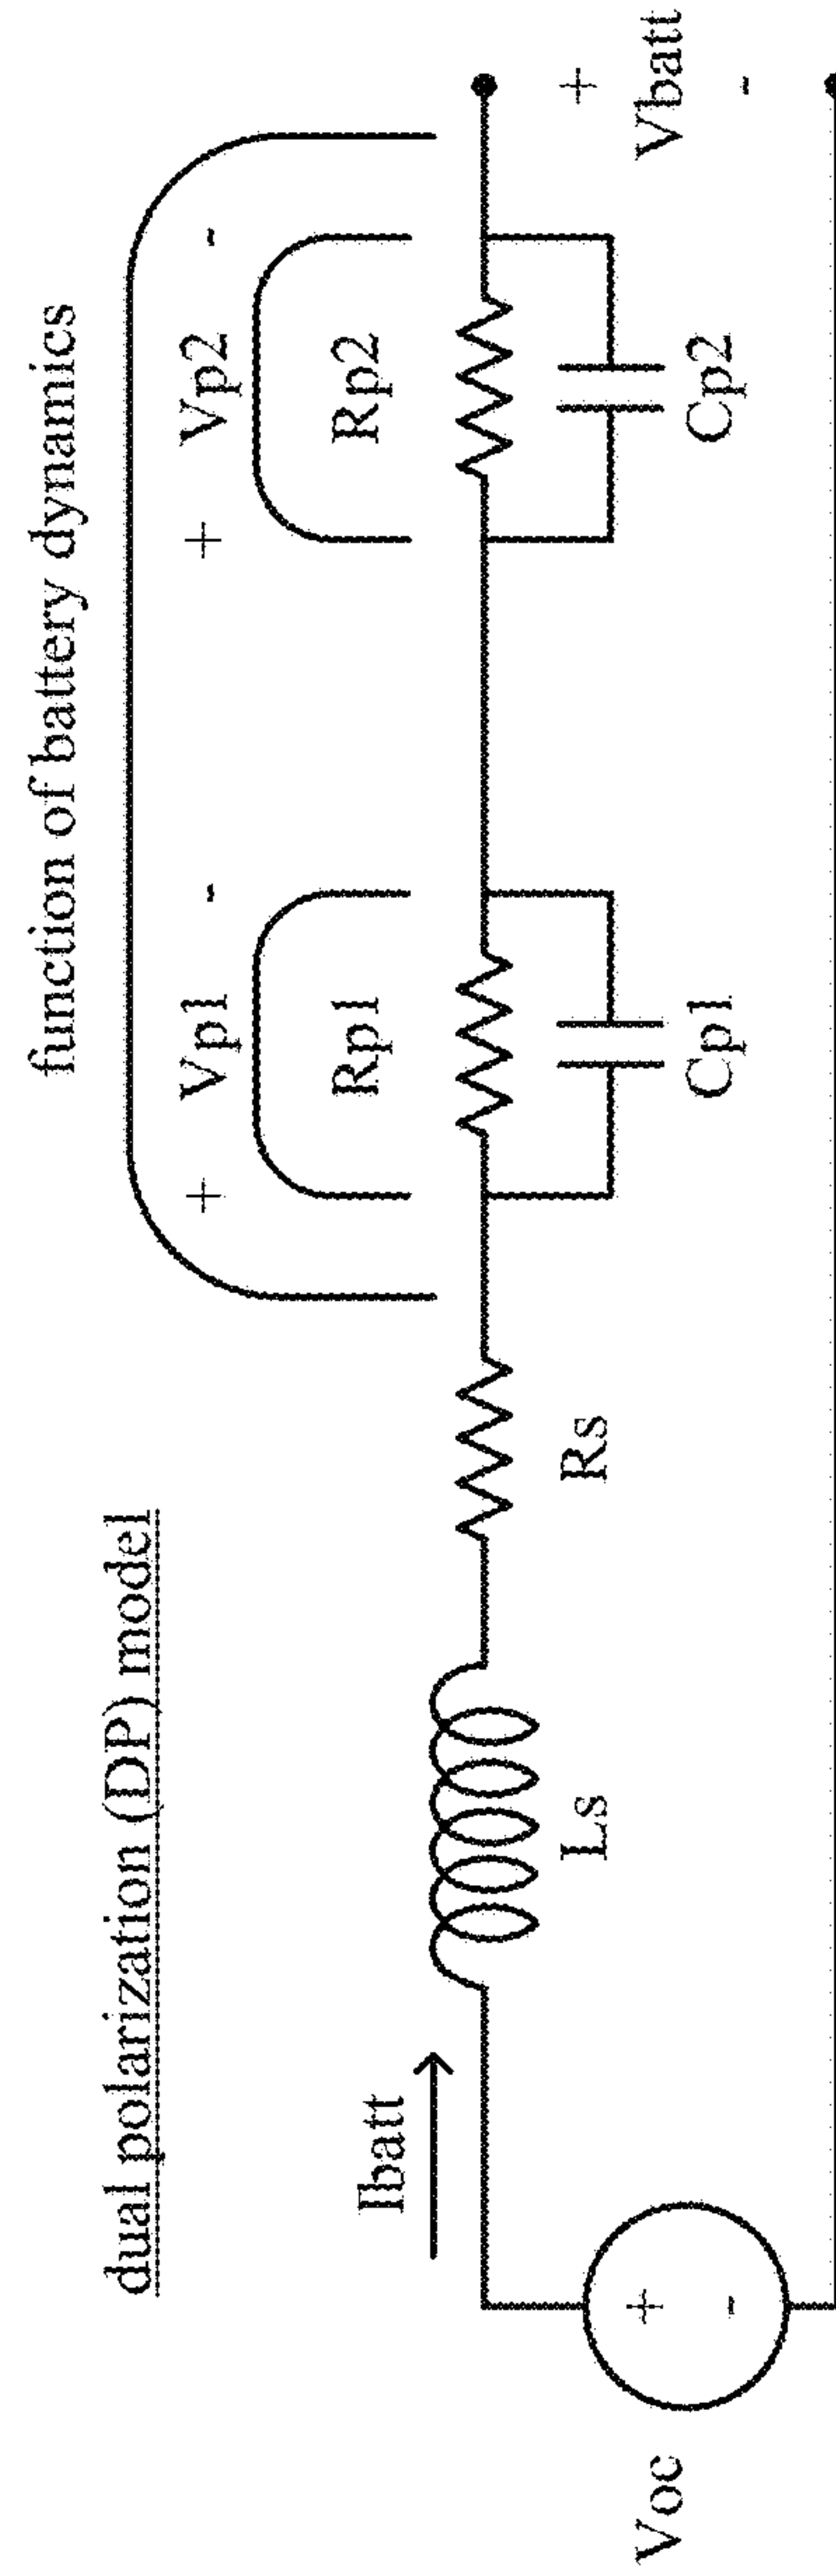 dual polarization (DP) model
function of battery dynamics
+ Vp1 -
+ Vp2 -
Rp1
Rp2
Ibatt
Ls
Rs
Cp1
Cp2
Voc
+
-
+
Vbatt
-